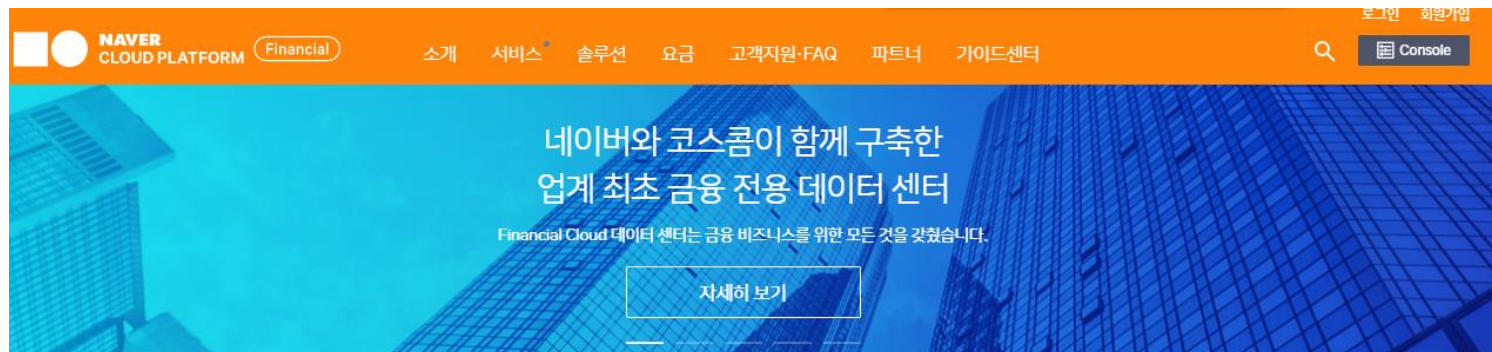 로그인 회원가입
NAVER
CLOUD PLATFORM Financial
소개 서비스 솔루션 요금 고객지원·FAQ 파트너 가이드센터
Console
네이버와 코스콤이 함께 구축한
업계 최초 금융 전용 데이터 센터
Financial Cloud 데이터 센터는 금융 비즈니스를 위한 모든 것을 갖췄습니다.
자세히 보기